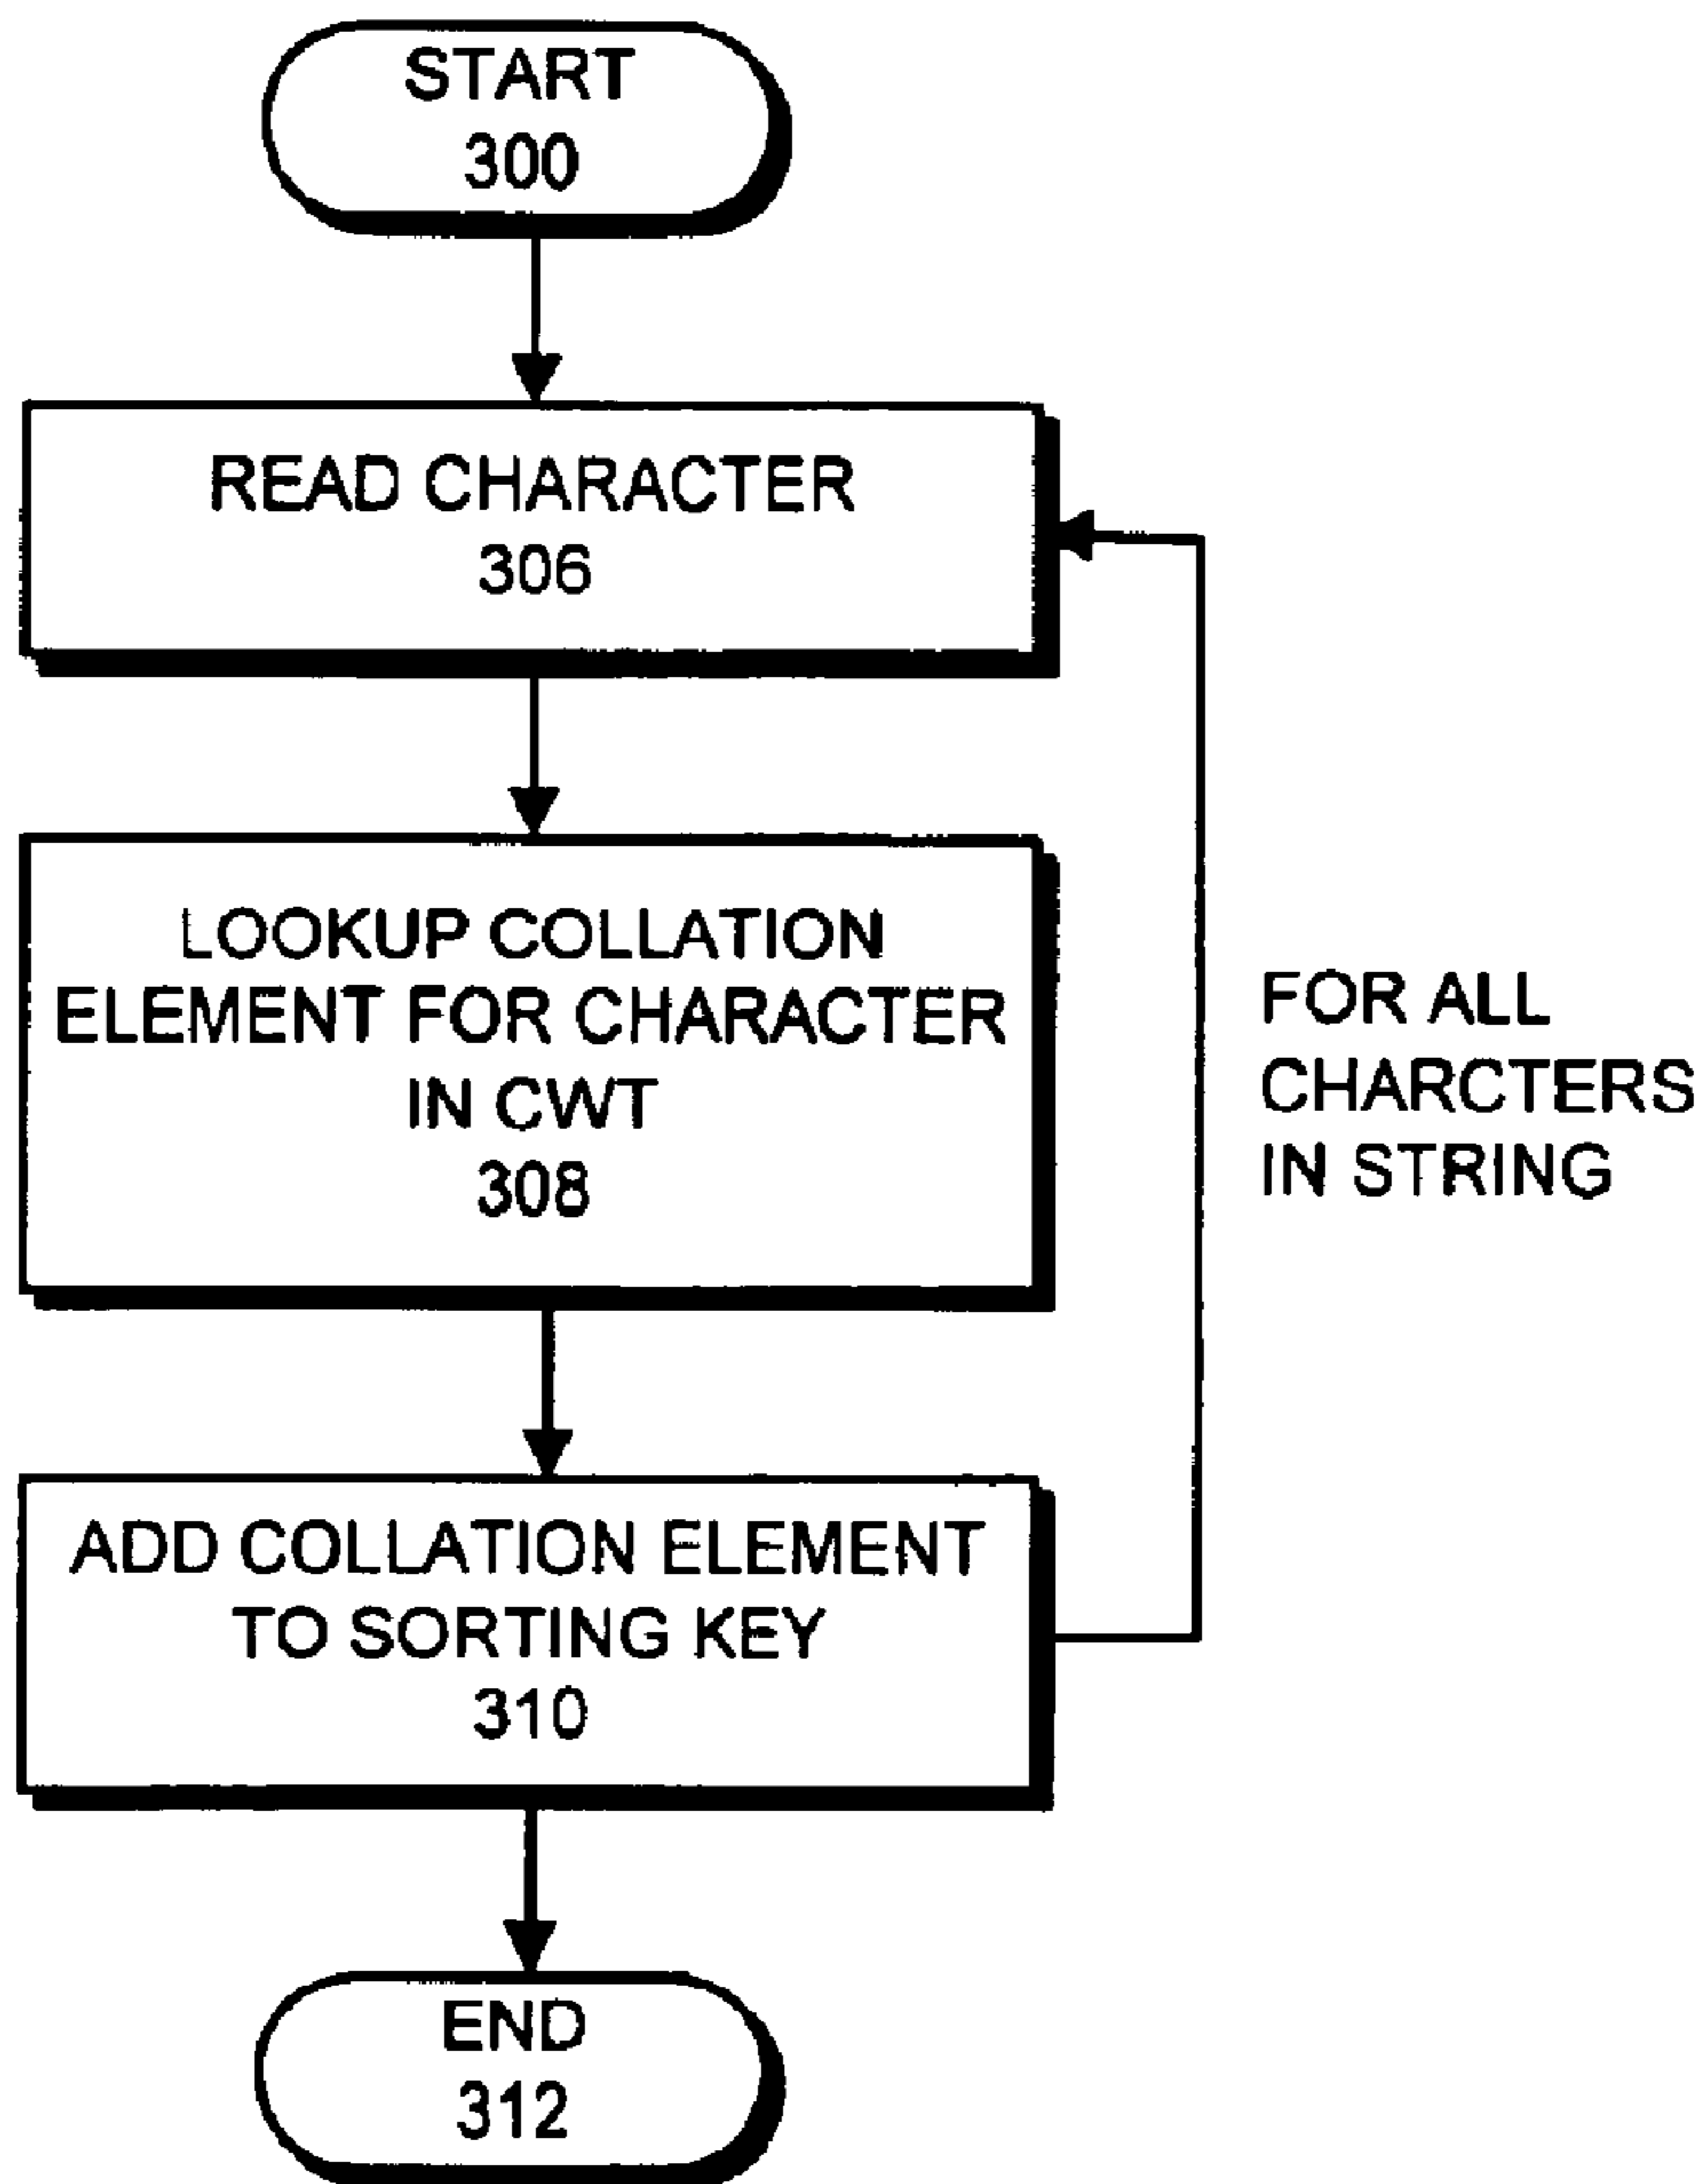 START
300
READ CHARACTER
306
LOOKUP COLLATION
ELEMENT FOR CHARACTER
IN CWT
308
FOR ALL
CHARCTERS
IN STRING
ADD COLLATION ELEMENT
TO SORTING KEY
310
END
312